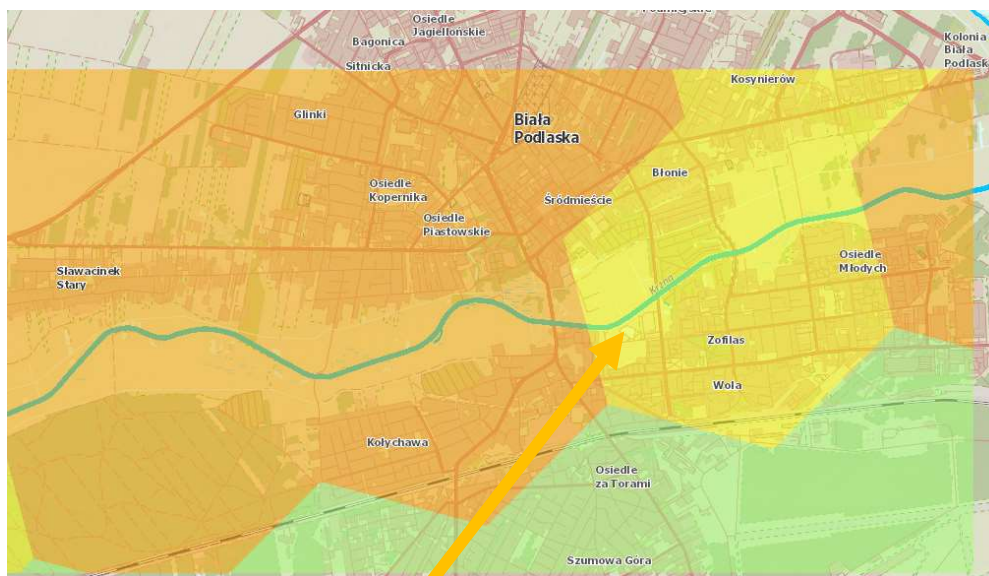 Osiedle
Jagiellońskie
Bagonica
Sitnicka
Kolonia
Biała
Podlask
Kosynierów
Glinki
Biała
Podlaska
Błonie
Osiedle
Kopernika
Śródmieście
Osiedle
Piastowskie
Osiedle
Młodych
Sławacinek
Stary
Krzna
Zofilas
Wola
Kołychawa
Osiedle
za Torami
Szumowa Góra